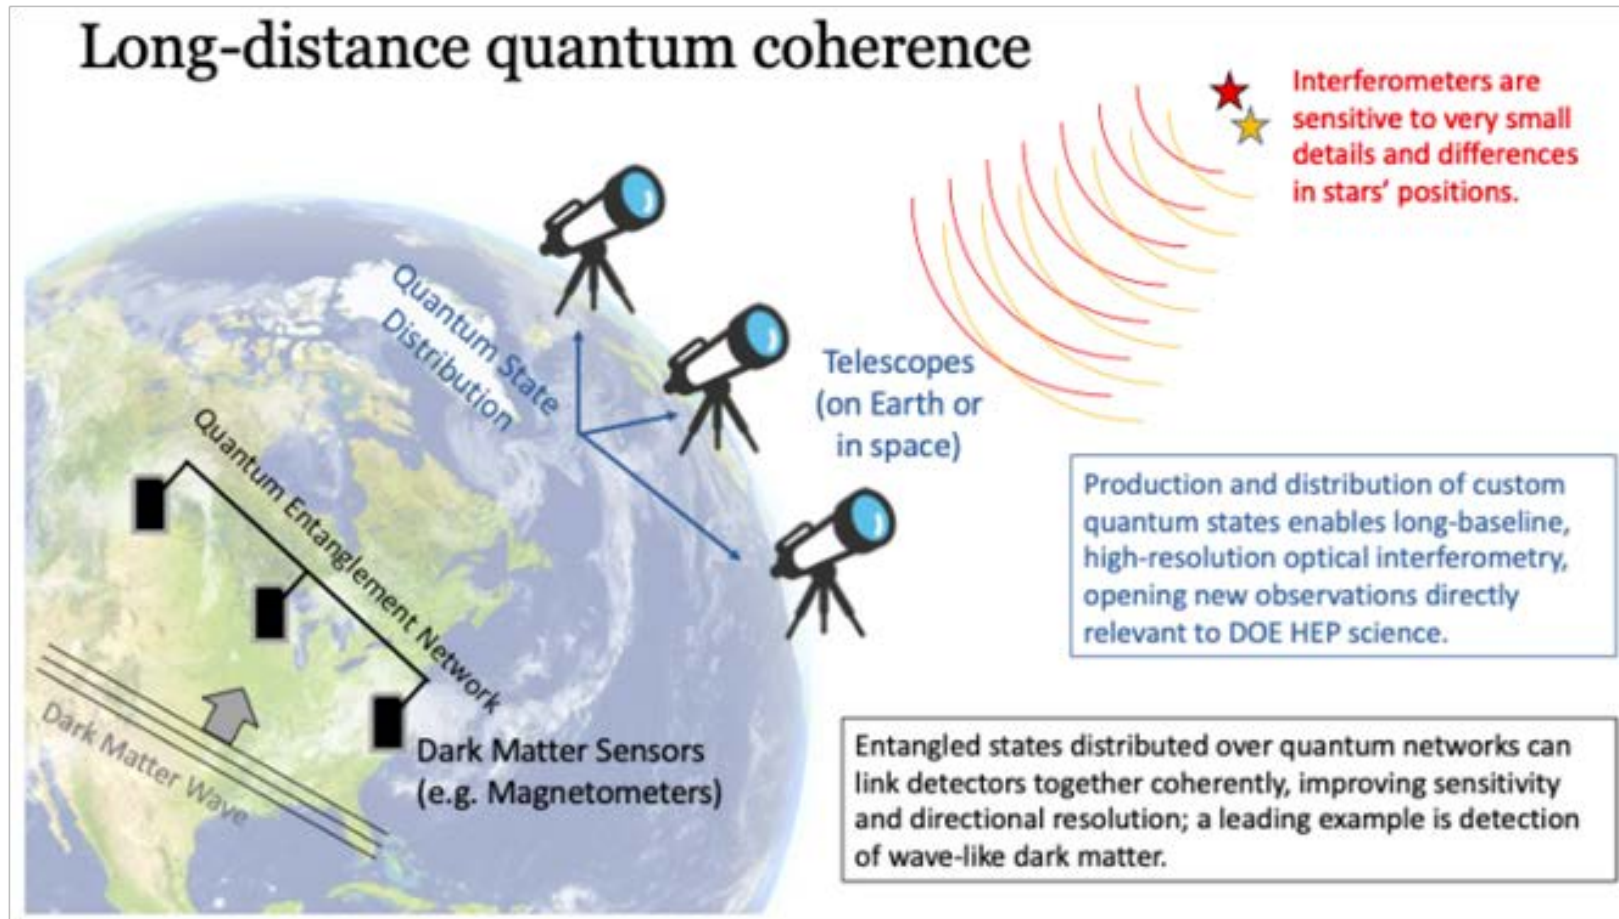 Long-distance quantum coherence
Interferometers are
sensitive to very small
details and differences
in stars' positions.
Quantum State
Distribution
Telescopes
(on Earth or
in space)
Quantum Entanglement Network
Production and distribution of custom
quantum states enables long-baseline,
high-resolution optical interferometry,
opening new observations directly
relevant to DOE HEP science.
Dark Matter Wave
Dark Matter Sensors
(e.g. Magnetometers)
Entangled states distributed over quantum networks can
link detectors together coherently, improving sensitivity
and directional resolution; a leading example is detection
of wave-like dark matter.